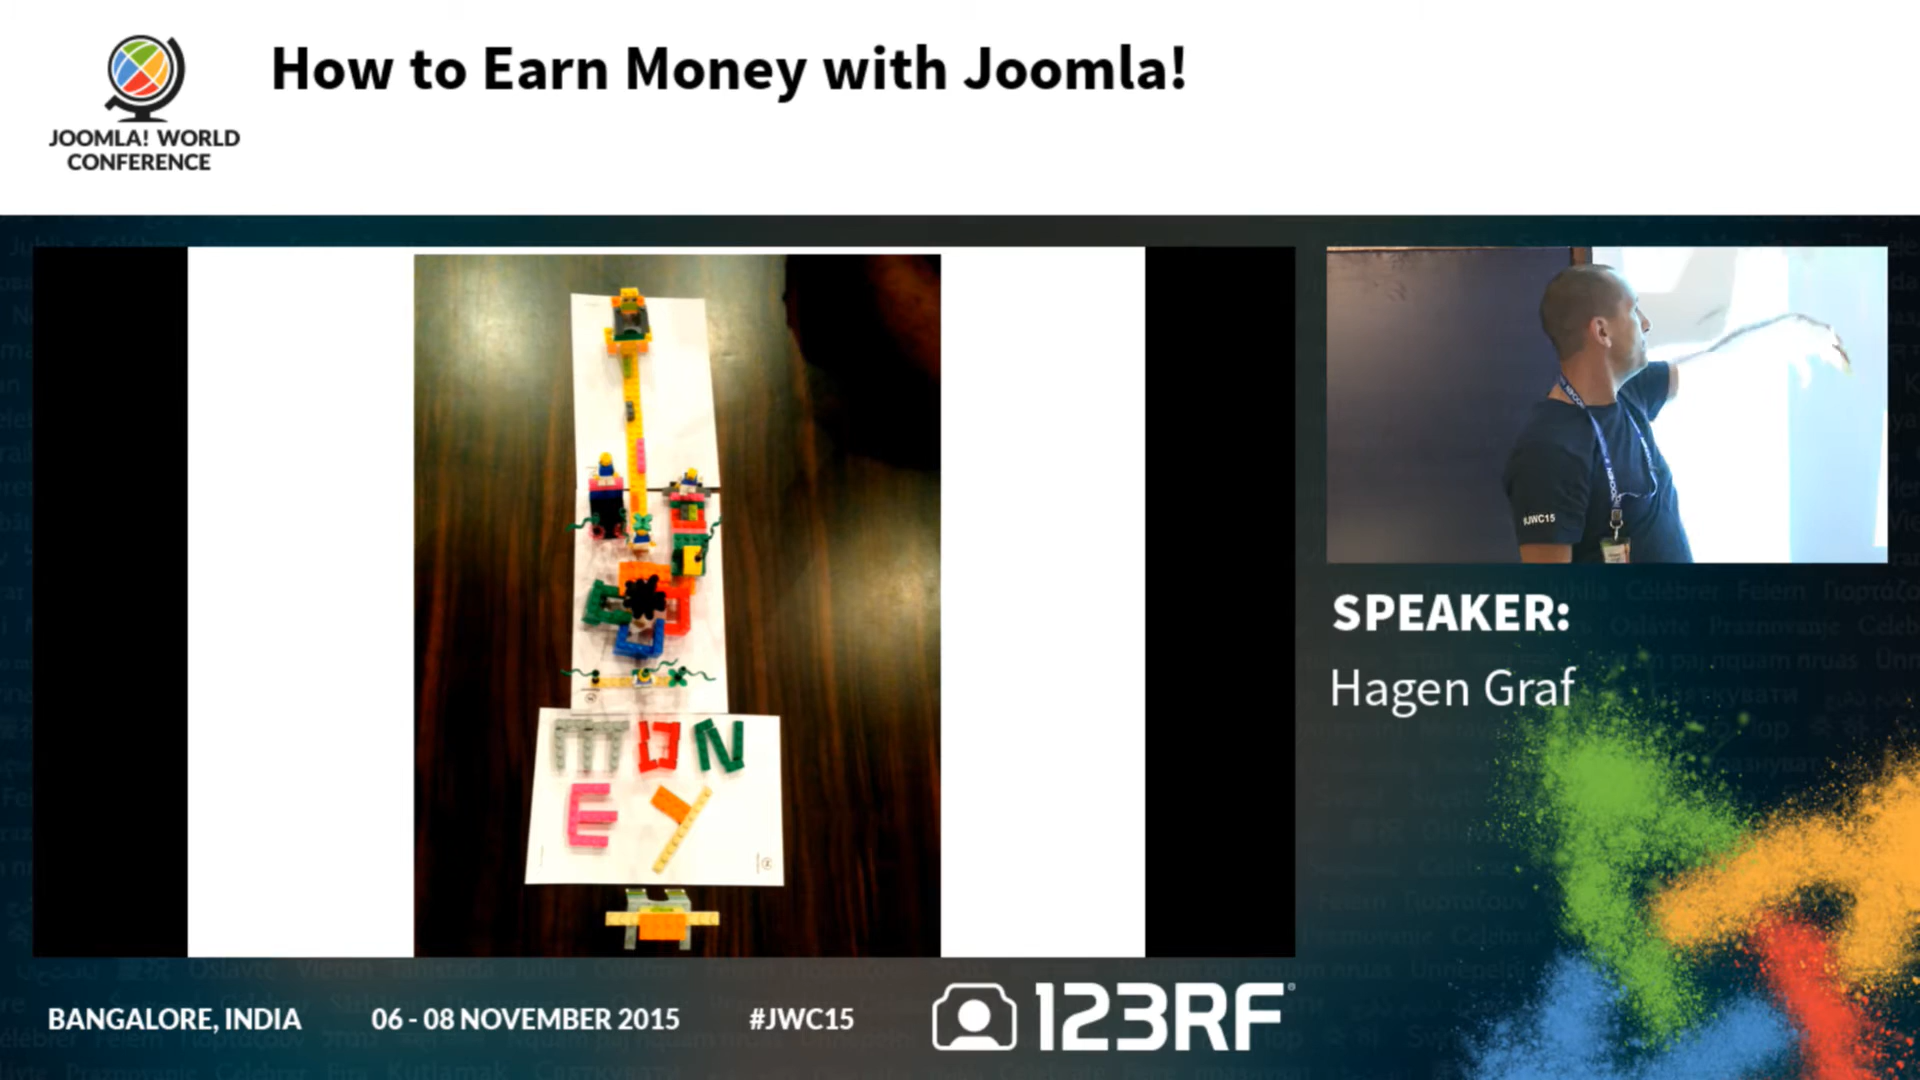 JOOMLA! WORLD
CONFERENCE
How to Earn Money with Joomla!
MON
EY
#JWC15
SPEAKER:
Hagen Graf
BANGALORE, INDIA
06 - 08 NOVEMBER 2015
#JWC15
123RF®